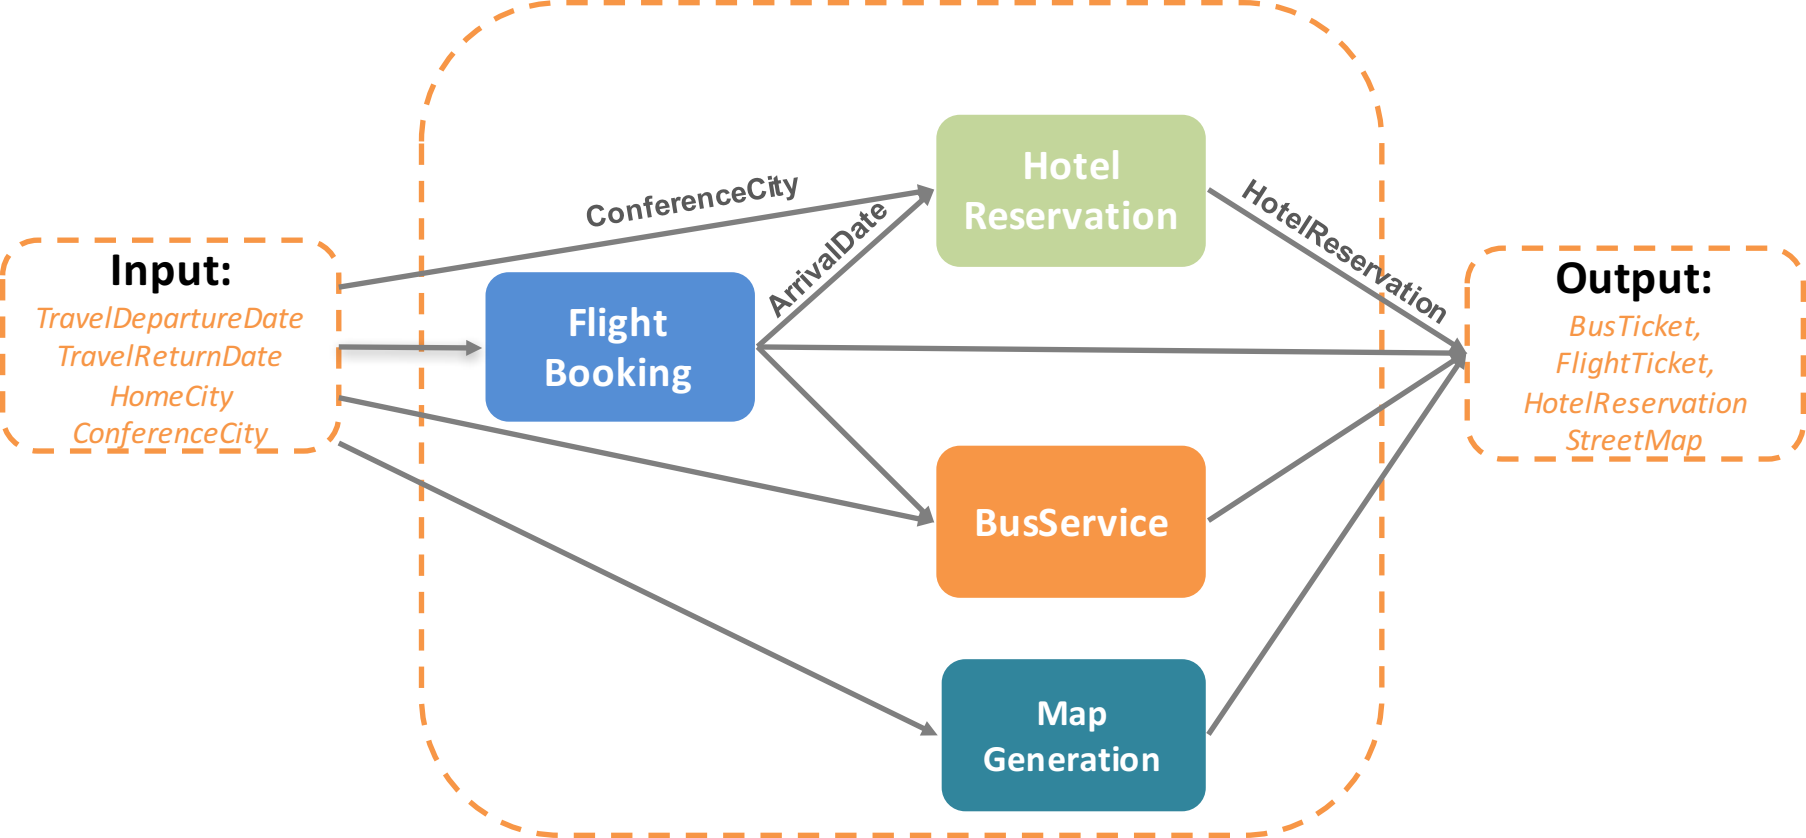 Input:
TravelDepartureDate
TravelReturnDate
HomeCity
ConferenceCity
ConferenceCity
ArrivalDate
Flight
Booking
Hotel
Reservation
BusService
Map
Generation
HotelReservation
Output:
BusTicket,
FlightTicket,
HotelReservation
StreetMap